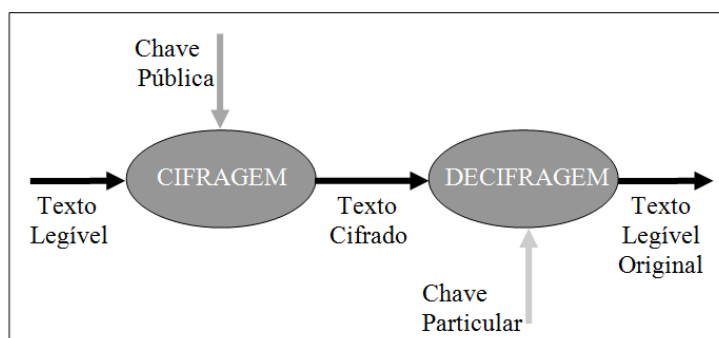 Chave
Pública
CIFRAGEM
DECIFRAGEM
Texto
Legível
Texto
Cifrado
Texto
Legível
Original
Chave
Particular